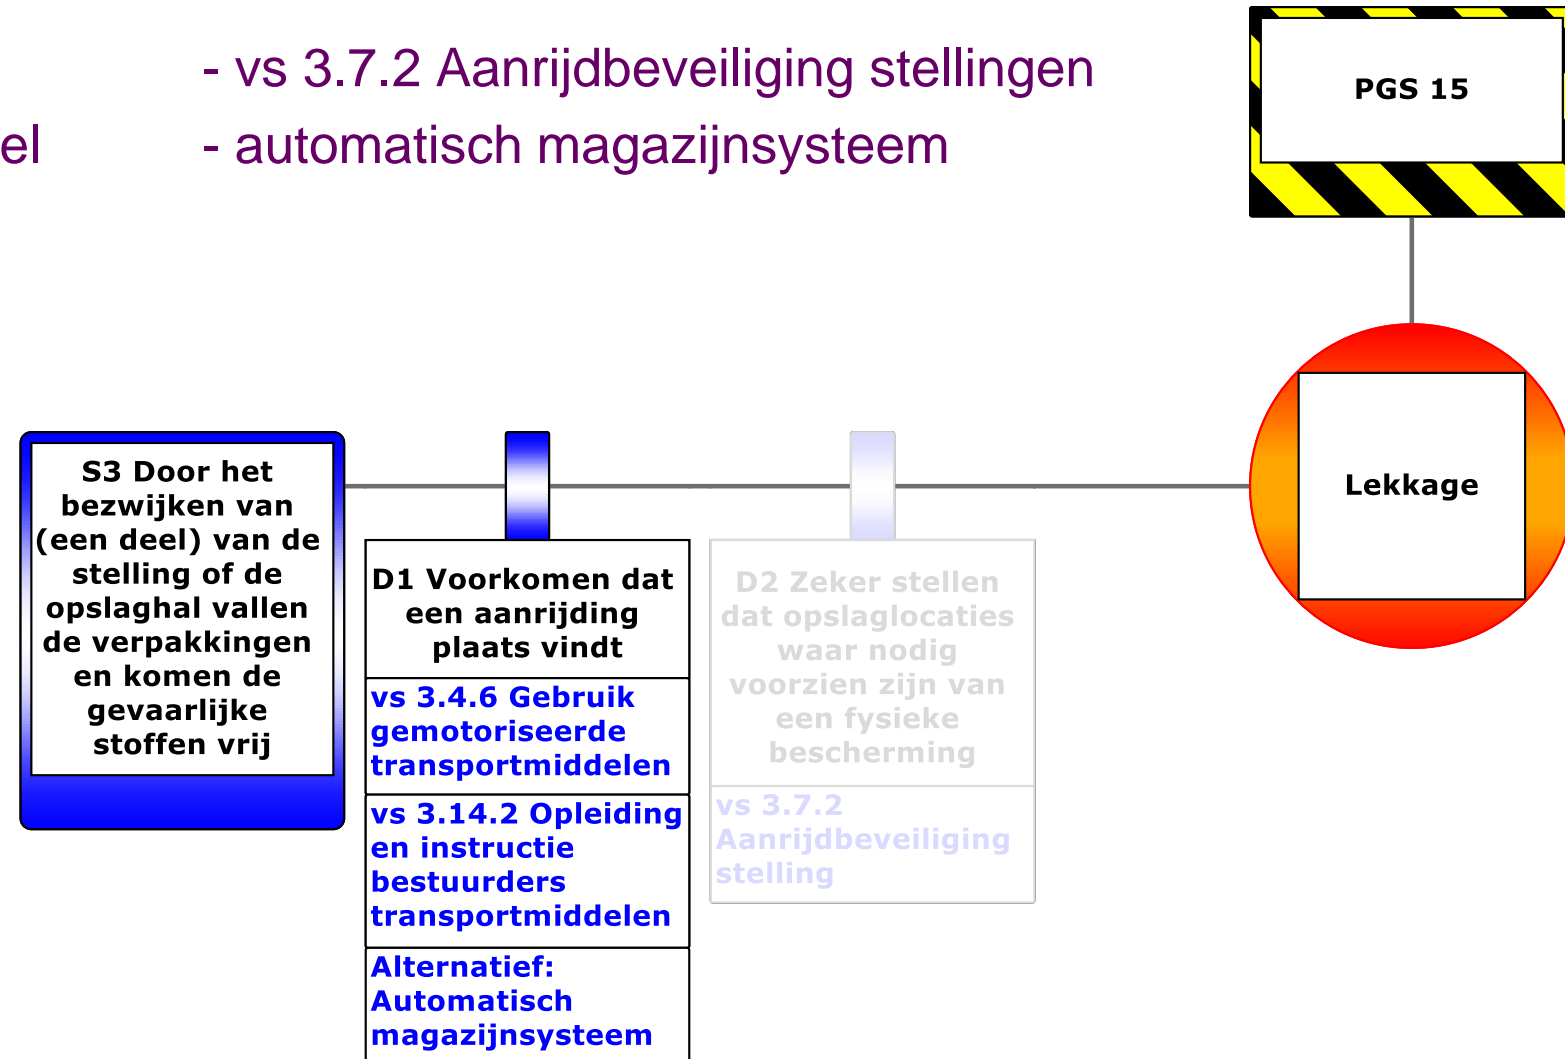 - vs 3.7.2 Aanrijdbeveiliging stellingen
el - automatisch magazijnsysteem
PGS 15
S3 Door het
bezwijken van
(een deel) van de
stelling of de
opslaghal vallen
de verpakkingen
en komen de
gevaarlijke
stoffen vrij
D1 Voorkomen dat
een aanrijding
plaats vindt
vs 3.4.6 Gebruik
gemotoriseerde
transportmiddelen
vs 3.14.2 Opleiding
en instructie
bestuurders
transportmiddelen
Alternatief:
Automatisch
magazijnsysteem
D2 Zeker stellen
dat opslaglocaties
waar nodig
voorzien zijn van
een fysieke
bescherming
vs 3.7.2
Aanrijdbeveiliging
stelling
Lekkage